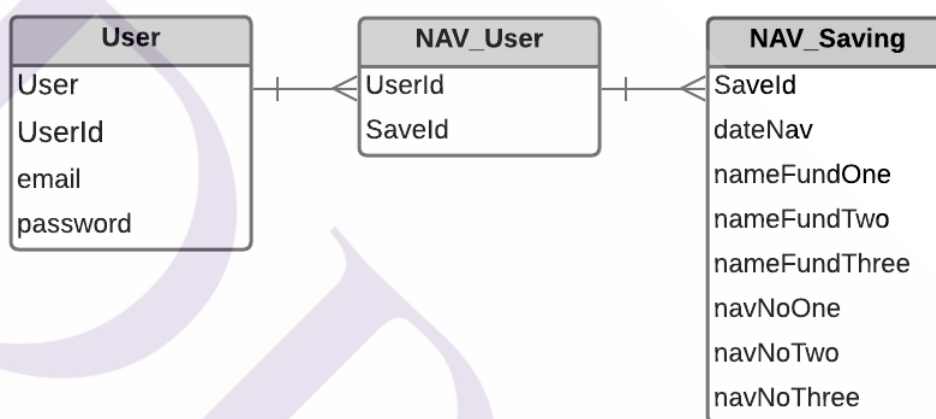 User
User
UserId
email
password
NAV_User
UserId
SaveId
NAV_Saving
SaveId
dateNav
nameFundOne
nameFundTwo
nameFundThree
navNoOne
navNoTwo
navNoThree